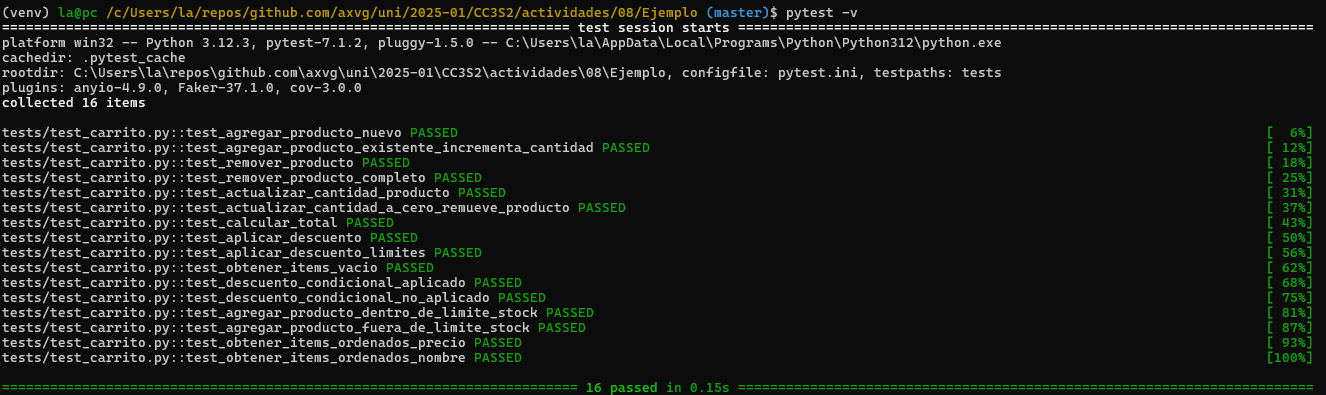 (venv) la@pc /c/Users/la/repos/github.com/axvg/uni/2025-01/CC3S2/actividades/08/Ejemplo (master)$ pytest -v
======================================================================= test session starts ========================================================================
platform win32 -- Python 3.12.3, pytest-7.1.2, pluggy-1.5.0 -- C:\Users\la\AppData\Local\Programs\Python\Python312\python.exe
cachedir: .pytest_cache
rootdir: C:\Users\la\repos\github.com\axvg\uni\2025-01\CC3S2\actividades\08\Ejemplo, configfile: pytest.ini, testpaths: tests
plugins: anyio-4.9.0, Faker-37.1.0, cov-3.0.0
collected 16 items
tests/test_carrito.py::test_agregar_producto_nuevo PASSED [  6%]
tests/test_carrito.py::test_agregar_producto_existente_incrementa_cantidad PASSED [ 12%]
tests/test_carrito.py::test_remover_producto PASSED [ 18%]
tests/test_carrito.py::test_remover_producto_completo PASSED [ 25%]
tests/test_carrito.py::test_actualizar_cantidad_producto PASSED [ 31%]
tests/test_carrito.py::test_actualizar_cantidad_a_cero_remueve_producto PASSED [ 37%]
tests/test_carrito.py::test_calcular_total PASSED [ 43%]
tests/test_carrito.py::test_aplicar_descuento PASSED [ 50%]
tests/test_carrito.py::test_aplicar_descuento_limites PASSED [ 56%]
tests/test_carrito.py::test_obtener_items_vacio PASSED [ 62%]
tests/test_carrito.py::test_descuento_condicional_aplicado PASSED [ 68%]
tests/test_carrito.py::test_descuento_condicional_no_aplicado PASSED [ 75%]
tests/test_carrito.py::test_agregar_producto_dentro_de_limite_stock PASSED [ 81%]
tests/test_carrito.py::test_agregar_producto_fuera_de_limite_stock PASSED [ 87%]
tests/test_carrito.py::test_obtener_items_ordenados_precio PASSED [ 93%]
tests/test_carrito.py::test_obtener_items_ordenados_nombre PASSED [100%]
======================================================================== 16 passed in 0.15s ========================================================================